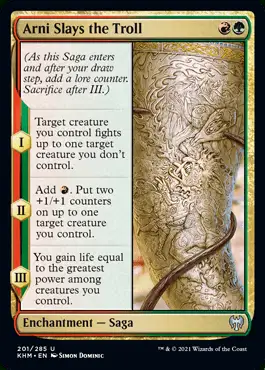 Arni Slays the Troll
(As this Saga enters
and after your draw
step, add a lore counter.
Sacrifice after III.)
I
Target creature
you control fights
up to one target
creature you don't
control.
II
Add R. Put two
+1/+1 counters
on up to one
target creature
you control.
III
You gain life equal
to the greatest
power among
creatures you
control.
Enchantment — Saga
201/285 U
KHM • EN Simon Dominic
™ & © 2021 Wizards of the Coast